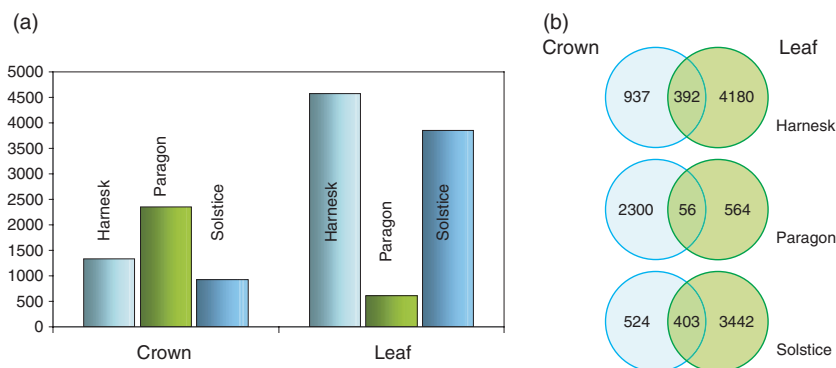 (a)
5000
4500
4000
3500
3000
2500
2000
1500
1000
500
0
Harnesk
Paragon
Solstice
Harnesk
Paragon
Solstice
Crown
Leaf
(b)
Crown
Leaf
937 392 4180
Harnesk
2300 56 564
Paragon
524 403 3442
Solstice